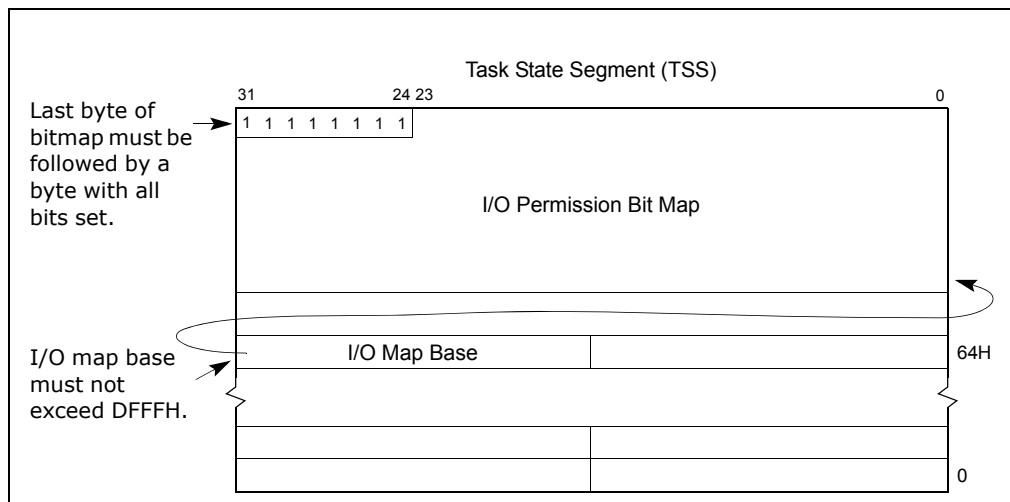 Task State Segment (TSS)
31 24 23 0
Last byte of
bitmap must be
followed by a
byte with all
bits set.
1 1 1 1 1 1 1 1
I/O Permission Bit Map
I/O map base
must not
exceed DFFFH.
I/O Map Base
64H
0